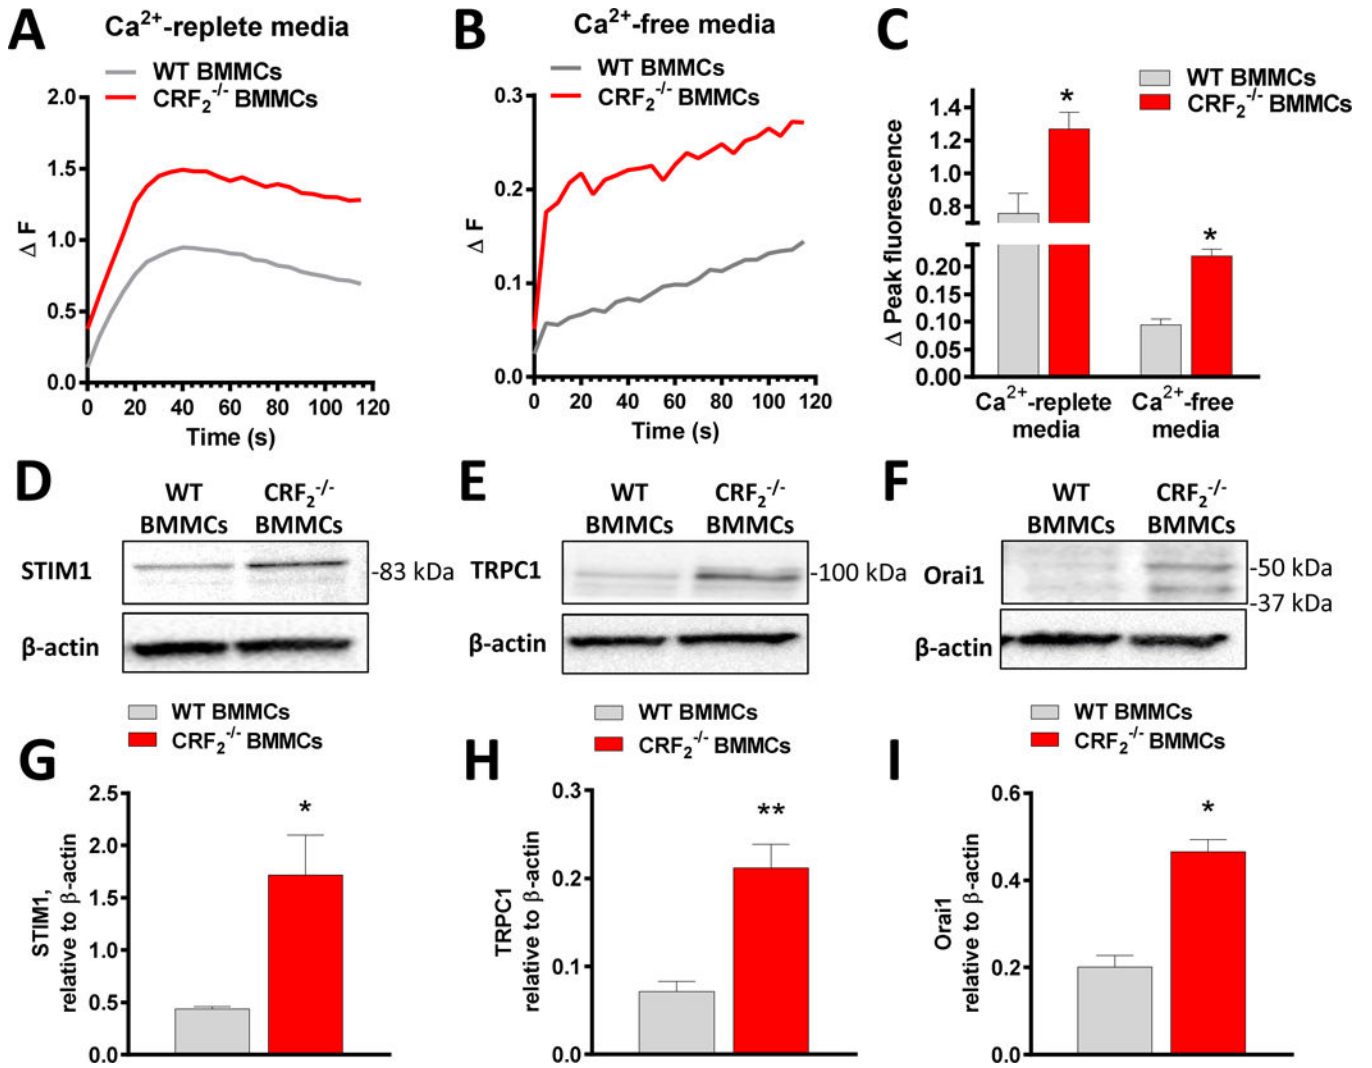 A
Ca²⁺-replete media
WT BMMCs
CRF₂⁻/⁻ BMMCs
2.0
1.5
1.0
0.5
0.0
Δ F
0 20 40 60 80 100 120
Time (s)
B
Ca²⁺-free media
WT BMMCs
CRF₂⁻/⁻ BMMCs
0.3
0.2
0.1
0.0
Δ F
0 20 40 60 80 100 120
Time (s)
C
WT BMMCs
CRF₂⁻/⁻ BMMCs
1.4
1.2
1.0
0.8
0.20
0.15
0.10
0.05
0.00
Δ Peak fluorescence
*
*
Ca²⁺-replete
media
Ca²⁺-free
media
D
WT
BMMCs
CRF₂⁻/⁻
BMMCs
STIM1
-83 kDa
β-actin
E
WT
BMMCs
CRF₂⁻/⁻
BMMCs
TRPC1
-100 kDa
β-actin
F
WT
BMMCs
CRF₂⁻/⁻
BMMCs
Orai1
-50 kDa
-37 kDa
β-actin
G
WT BMMCs
CRF₂⁻/⁻ BMMCs
2.5
2.0
1.5
1.0
0.5
0.0
STIM1,
relative to β-actin
*
H
WT BMMCs
CRF₂⁻/⁻ BMMCs
0.3
0.2
0.1
0.0
TRPC1
relative to β-actin
**
I
WT BMMCs
CRF₂⁻/⁻ BMMCs
0.6
0.4
0.2
0.0
Orai1
relative to β-actin
*